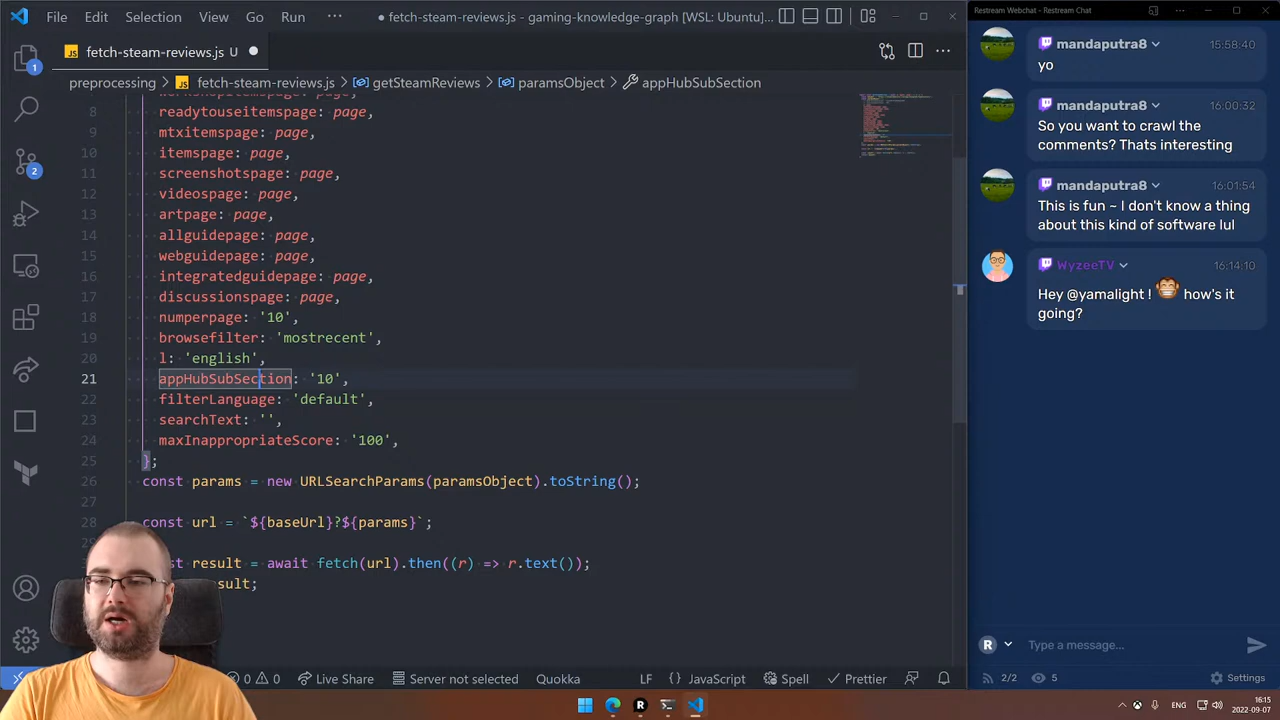 File Edit Selection View Go Run ··· fetch-steam-reviews.js - gaming-knowledge-graph [WSL: Ubuntu]
JS fetch-steam-reviews.js U
preprocessing > JS fetch-steam-reviews.js > getSteamReviews > paramsObject > appHubSubSection
8 readytouseitemspage: page,
9 mtxitemspage: page,
10 itemspage: page,
11 screenshotspage: page,
12 videospage: page,
13 artpage: page,
14 allguidepage: page,
15 webguidepage: page,
16 integratedguidepage: page,
17 discussionspage: page,
18 numperpage: '10',
19 browsefilter: 'mostrecent',
20 l: 'english',
21 appHubSubSection: '10',
22 filterLanguage: 'default',
23 searchText: '',
24 maxInappropriateScore: '100',
25 };
26 const params = new URLSearchParams(paramsObject).toString();
27
28 const url = `${baseUrl}?${params}`;
result = await fetch(url).then((r) => r.text());
sult;
1
2
0 0 Live Share Server not selected Quokka LF {} JavaScript Spell Prettier
Restream Webchat - Restream Chat
mandaputra8 15:58:40
yo
mandaputra8 16:00:32
So you want to crawl the
comments? Thats interesting
mandaputra8 16:01:54
This is fun ~ I don't know a thing
about this kind of software lul
WyzeeTV 16:14:10
Hey @yamalight ! how's it
going?
R Type a message...
2/2 5 Settings
R
ENG 16:15
2022-09-07